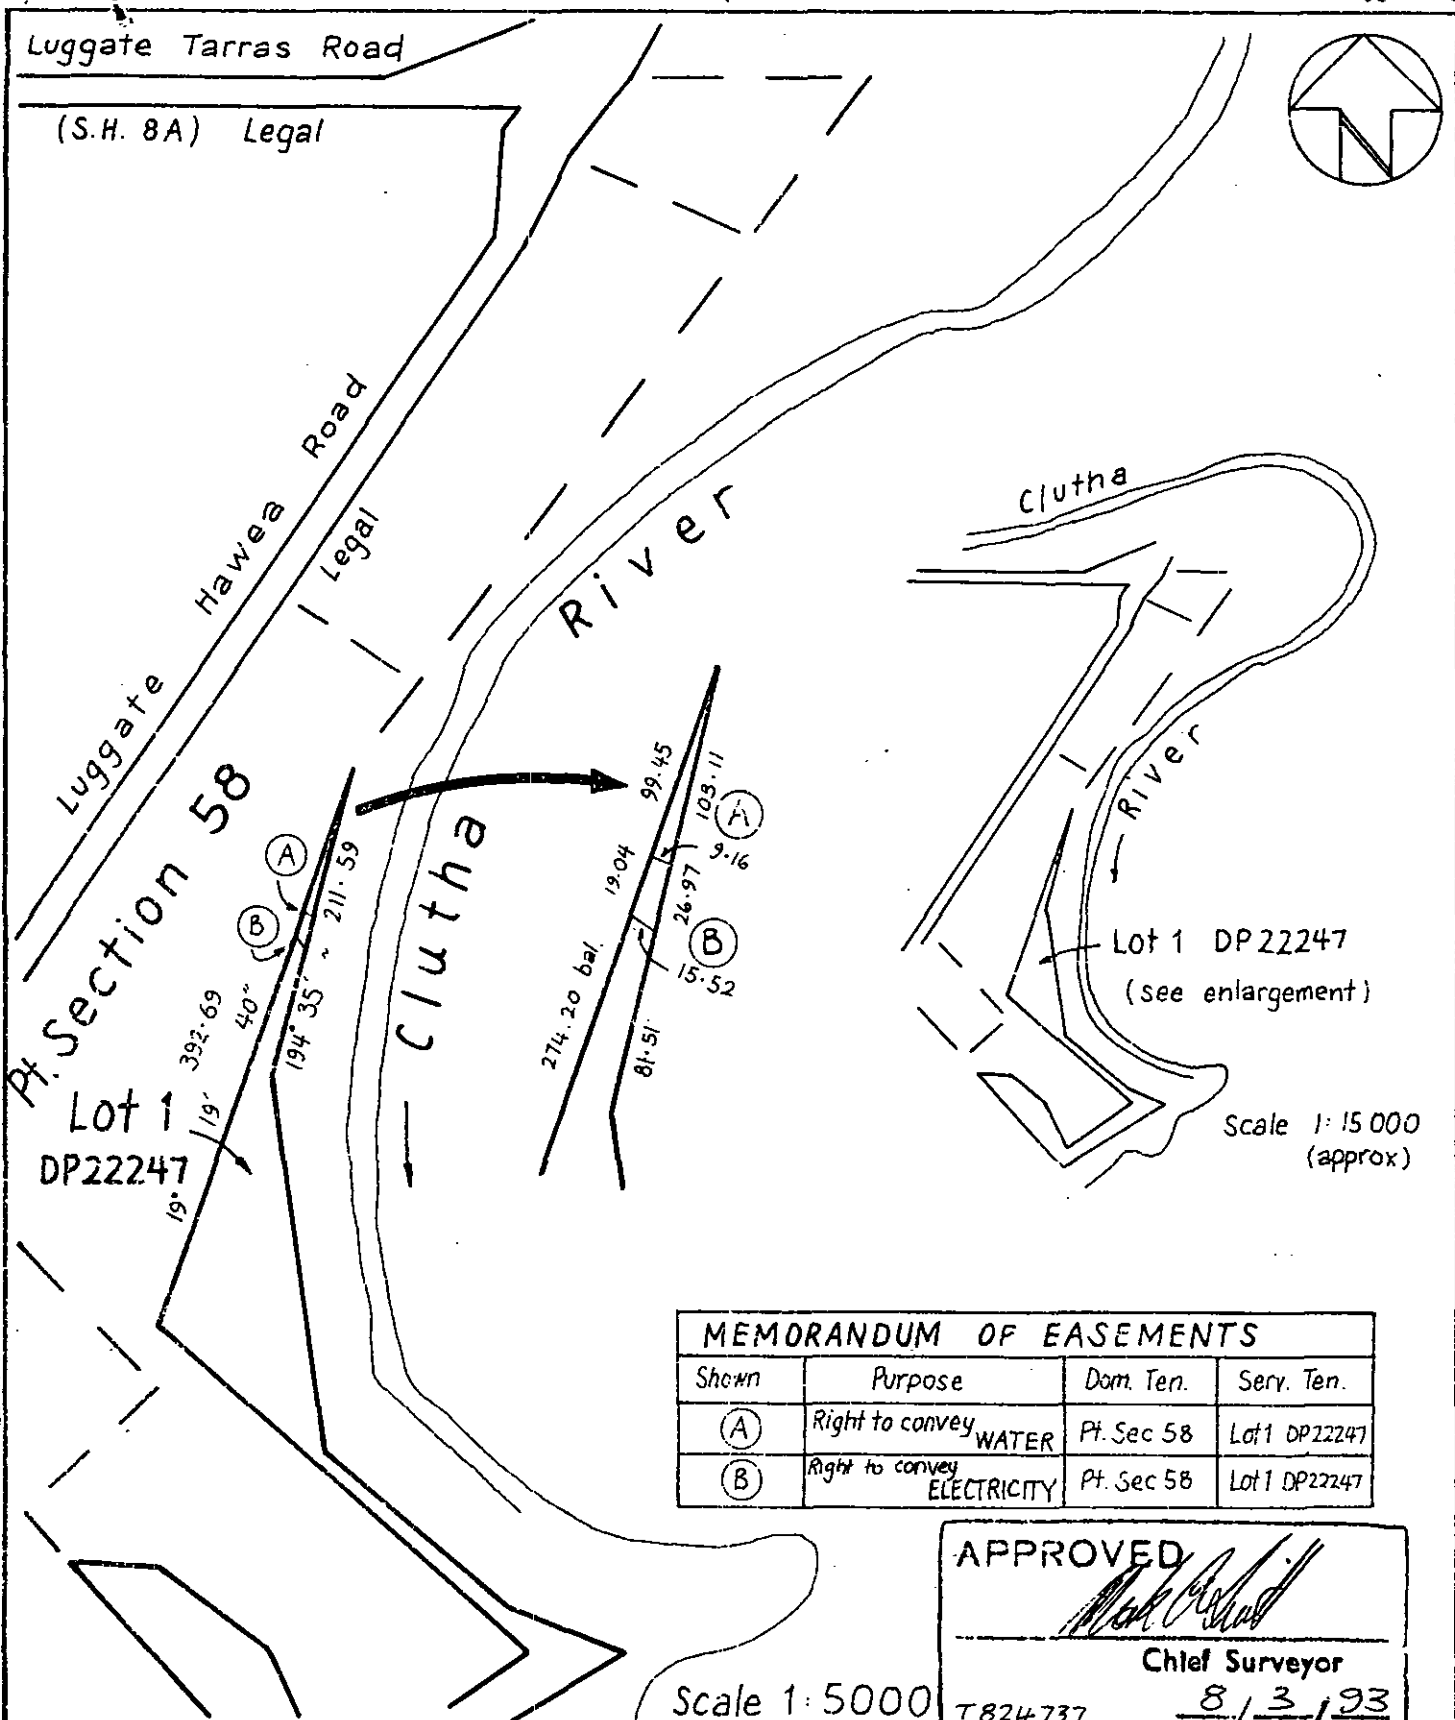 Luggate Tarras Road
(S.H. 8A) Legal
Luggate Hawea Road
Legal
River
Clutha
River
Pt. Section 58
A
B
211.59
194° 35' ~
392.69
19° 19' 40"
Lot 1
DP22247
Clutha
99.45
103.11
A
9.16
19.04
26.97
B
15.52
274.20 bal.
81.51
Lot 1 DP22247
(see enlargement)
Scale 1:15000
(approx)
MEMORANDUM OF EASEMENTS
Shown Purpose Dom. Ten. Serv. Ten.
A Right to convey WATER Pt. Sec 58 Lot 1 DP22247
B Right to convey ELECTRICITY Pt. Sec 58 Lot 1 DP22247
APPROVED
Chief Surveyor
Scale 1:5000
T824737 8/3/93